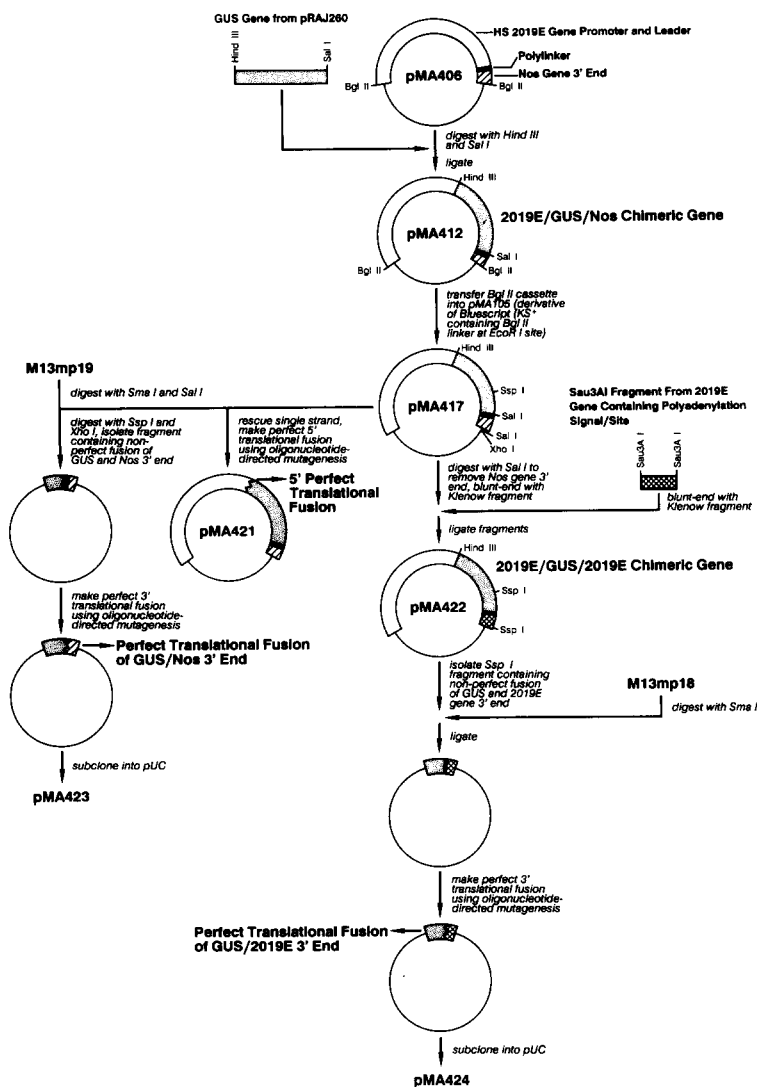 GUS Gene from pRAJ260
Hind III
Sal I
HS 2019E Gene Promoter and Leader
Polylinker
Nos Gene 3' End
pMA406
Bgl II
Bgl II
digest with Hind III
and Sal I
ligate
Hind III
2019E/GUS/Nos Chimeric Gene
pMA412
Sal I
Bgl II
Bgl II
transfer Bgl II cassette
into pMA105 (derivative
of Bluescript (KS+
containing Bgl II
linker at EcoR I site)
Hind III
M13mp19
digest with Sma I and Sal I
Ssp I
pMA417
Sal I
Sal I
Xho I
Sau3AI Fragment From 2019E
Gene Containing Polyadenylation
Signal/Site
Sau3A I
Sau3A I
digest with Ssp I and
Xho I, isolate fragment
containing non-
perfect fusion of
GUS and Nos 3' end
rescue single strand,
make perfect 5'
translational fusion
using oligonucleotide-
directed mutagenesis
5' Perfect
Translational
Fusion
pMA421
digest with Sal I to
remove Nos gene 3'
end, blunt-end with
Klenow fragment
blunt-end with
Klenow fragment
ligate fragments
Hind III
2019E/GUS/2019E Chimeric Gene
Ssp I
pMA422
Ssp I
make perfect 3'
translational fusion
using oligonucleotide-
directed mutagenesis
Perfect Translational Fusion
of GUS/Nos 3' End
isolate Ssp I
fragment containing
non-perfect fusion
of GUS and 2019E
gene 3' end
M13mp18
digest with Sma I
ligate
subclone into pUC
pMA423
make perfect 3'
translational fusion
using oligonucleotide-
directed mutagenesis
Perfect Translational Fusion
of GUS/2019E 3' End
subclone into pUC
pMA424